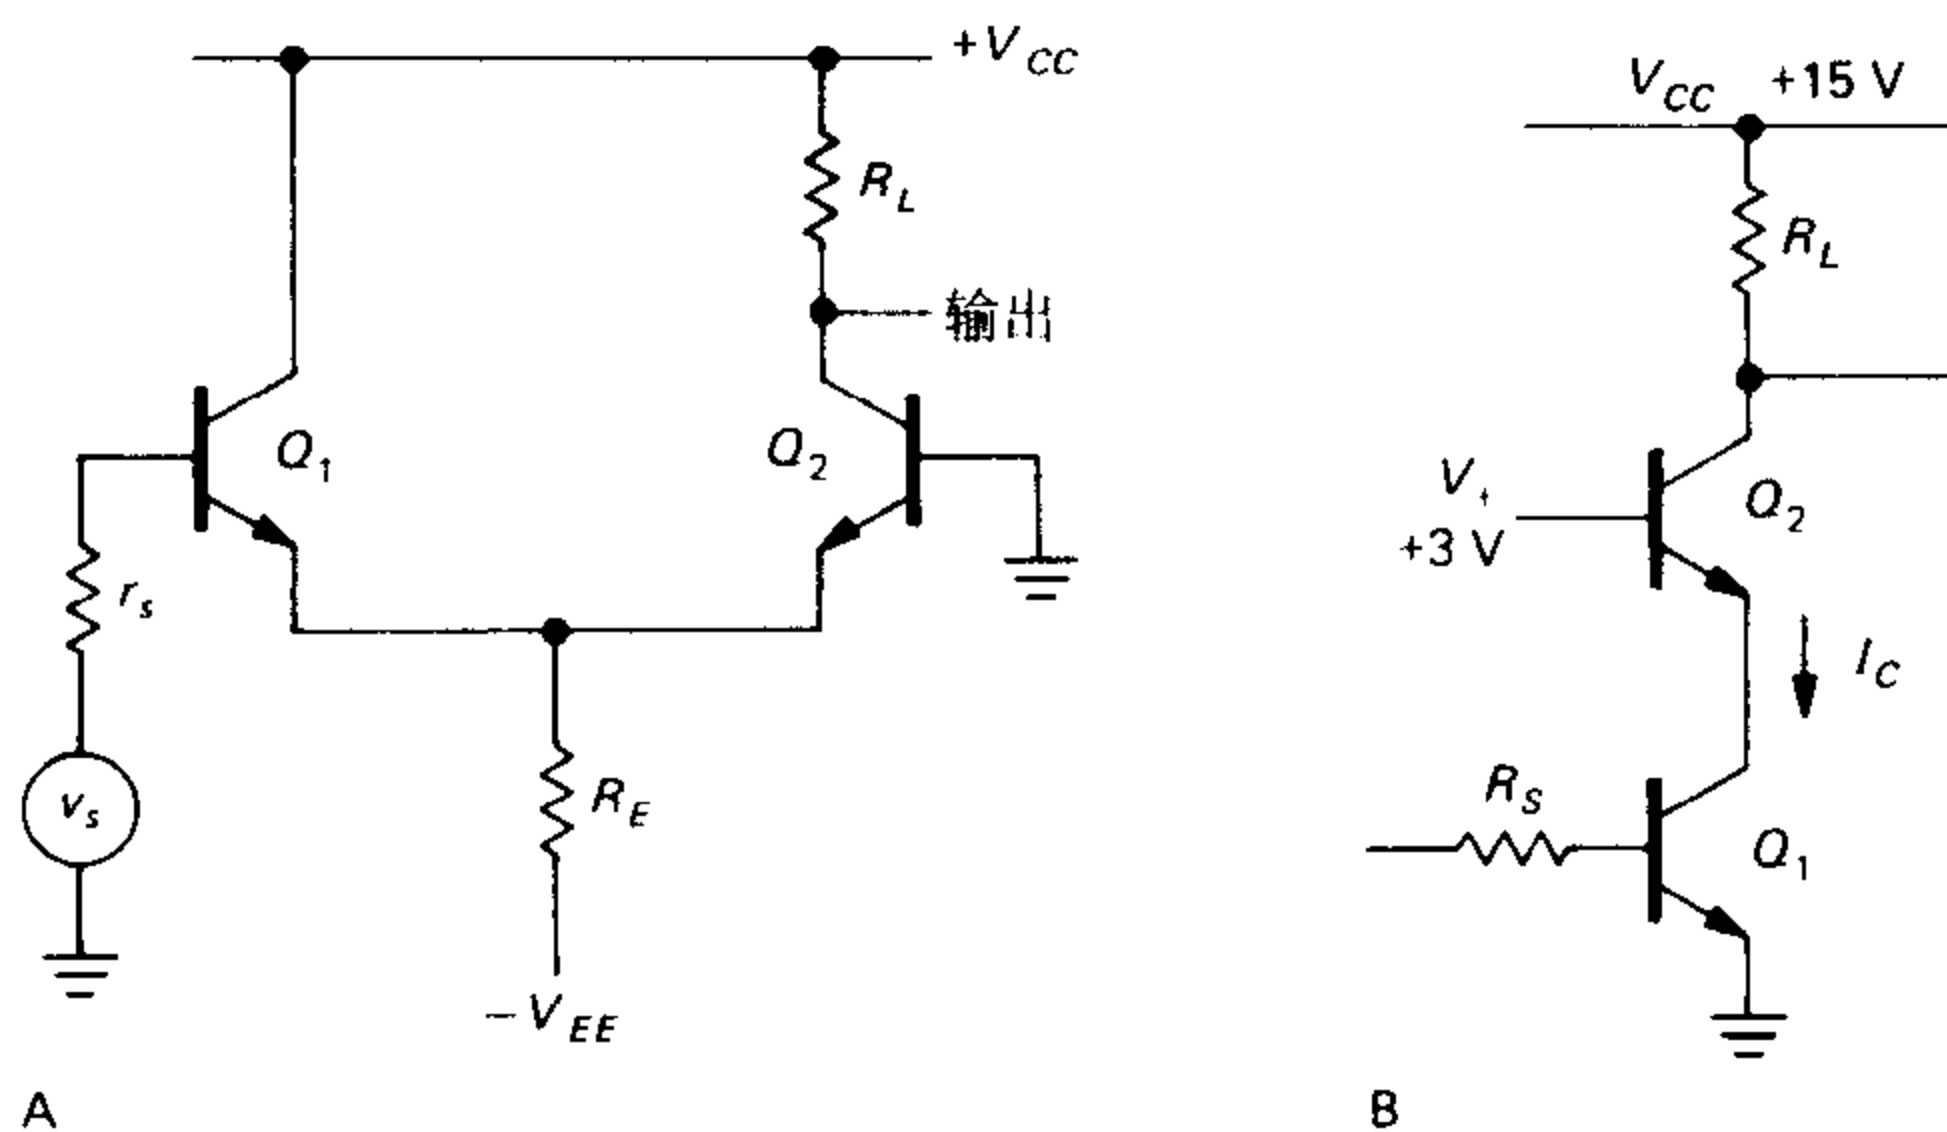 +V_CC
R_L
输出
Q_1
Q_2
r_s
v_s
R_E
−V_EE
A
V_CC +15 V
R_L
V_+
+3 V
Q_2
I_C
R_S
Q_1
B